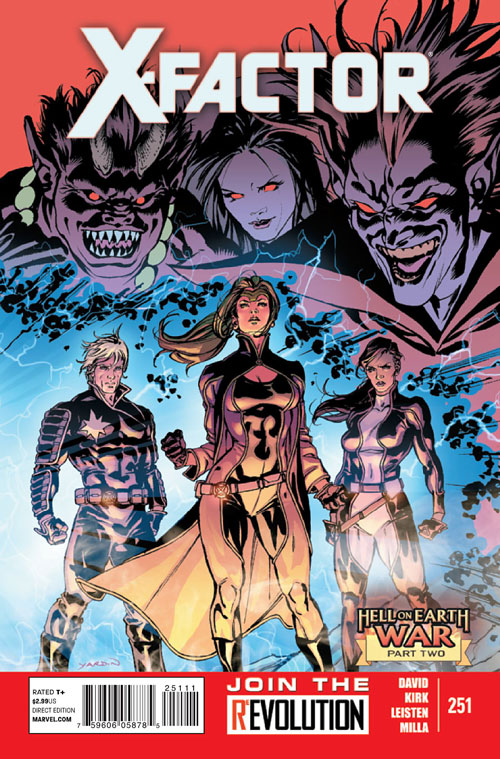 X-FACTOR
HELL ON EARTH
WAR
PART TWO
YARDIN
RATED T+
$2.99US
DIRECT EDITION
MARVEL.COM
25111
7 59606 05878 5
JOIN THE
REVOLUTION
DAVID
KIRK
LEISTEN
MILLA
251